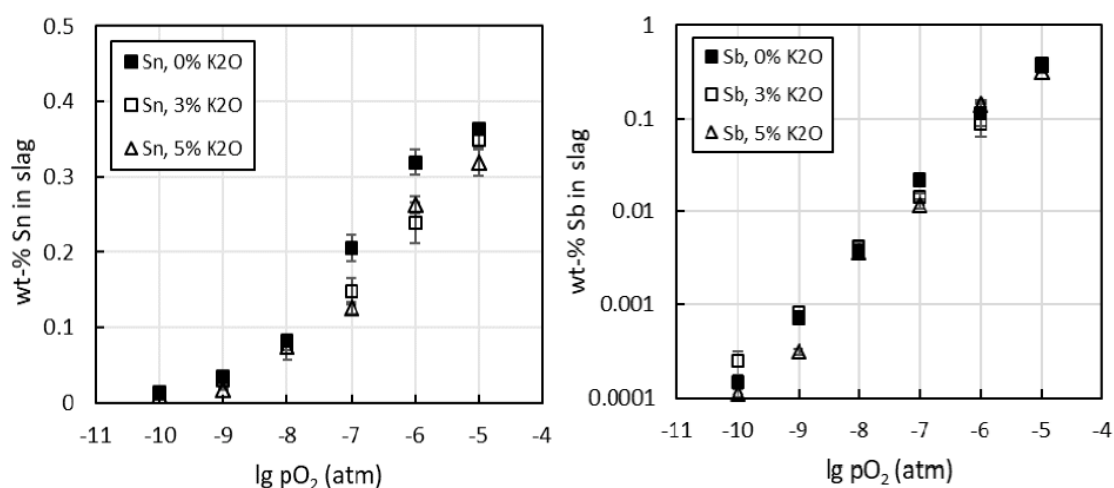 0.5
0.4
0.3
0.2
0.1
0
wt-% Sn in slag
Sn, 0% K2O
Sn, 3% K2O
Sn, 5% K2O
-11 -10 -9 -8 -7 -6 -5 -4
lg pO₂ (atm)
1
0.1
0.01
0.001
0.0001
wt-% Sb in slag
Sb, 0% K2O
Sb, 3% K2O
Sb, 5% K2O
-11 -10 -9 -8 -7 -6 -5 -4
lg pO₂ (atm)